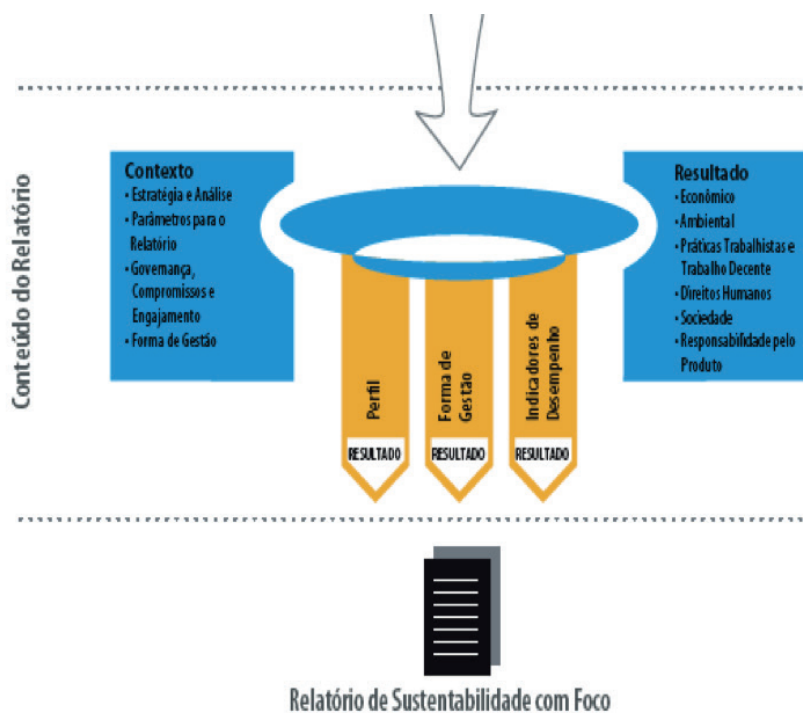 Conteúdo do Relatório
Contexto
• Estratégia e Análise
• Parâmetros para o
Relatório
• Governança,
Compromissos e
Engajamento
• Forma de Gestão
Perfil
RESULTADO
Forma de
Gestão
RESULTADO
Indicadores de
Desempenho
RESULTADO
Resultado
• Econômico
• Ambiental
• Práticas Trabalhistas e
Trabalho Decente
• Direitos Humanos
• Sociedade
• Responsabilidade pelo
Produto
Relatório de Sustentabilidade com Foco